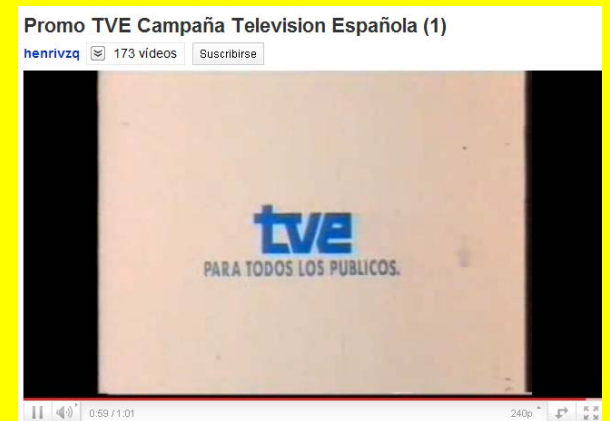 Promo TVE Campaña Television Española (1)
henrivzq 173 vídeos Suscribirse
tve
PARA TODOS LOS PUBLICOS.
0:59 / 1:01 240p